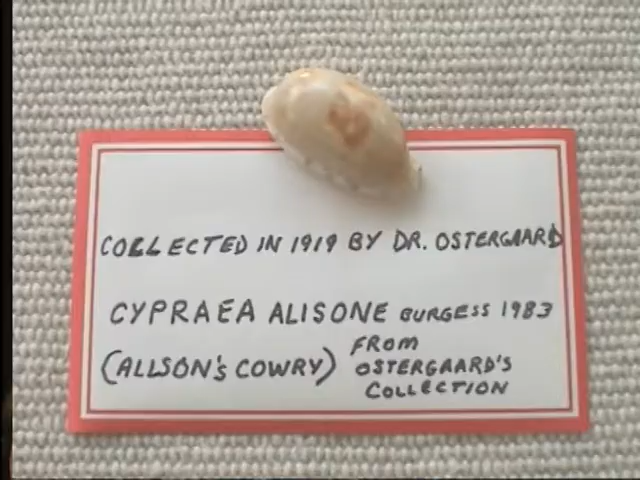 COLLECTED IN 1919 BY DR. OSTERGAARD
CYPRAEA ALISONE BURGESS 1983
(ALLSON'S COWRY) FROM
OSTERGAARD'S
COLLECTION